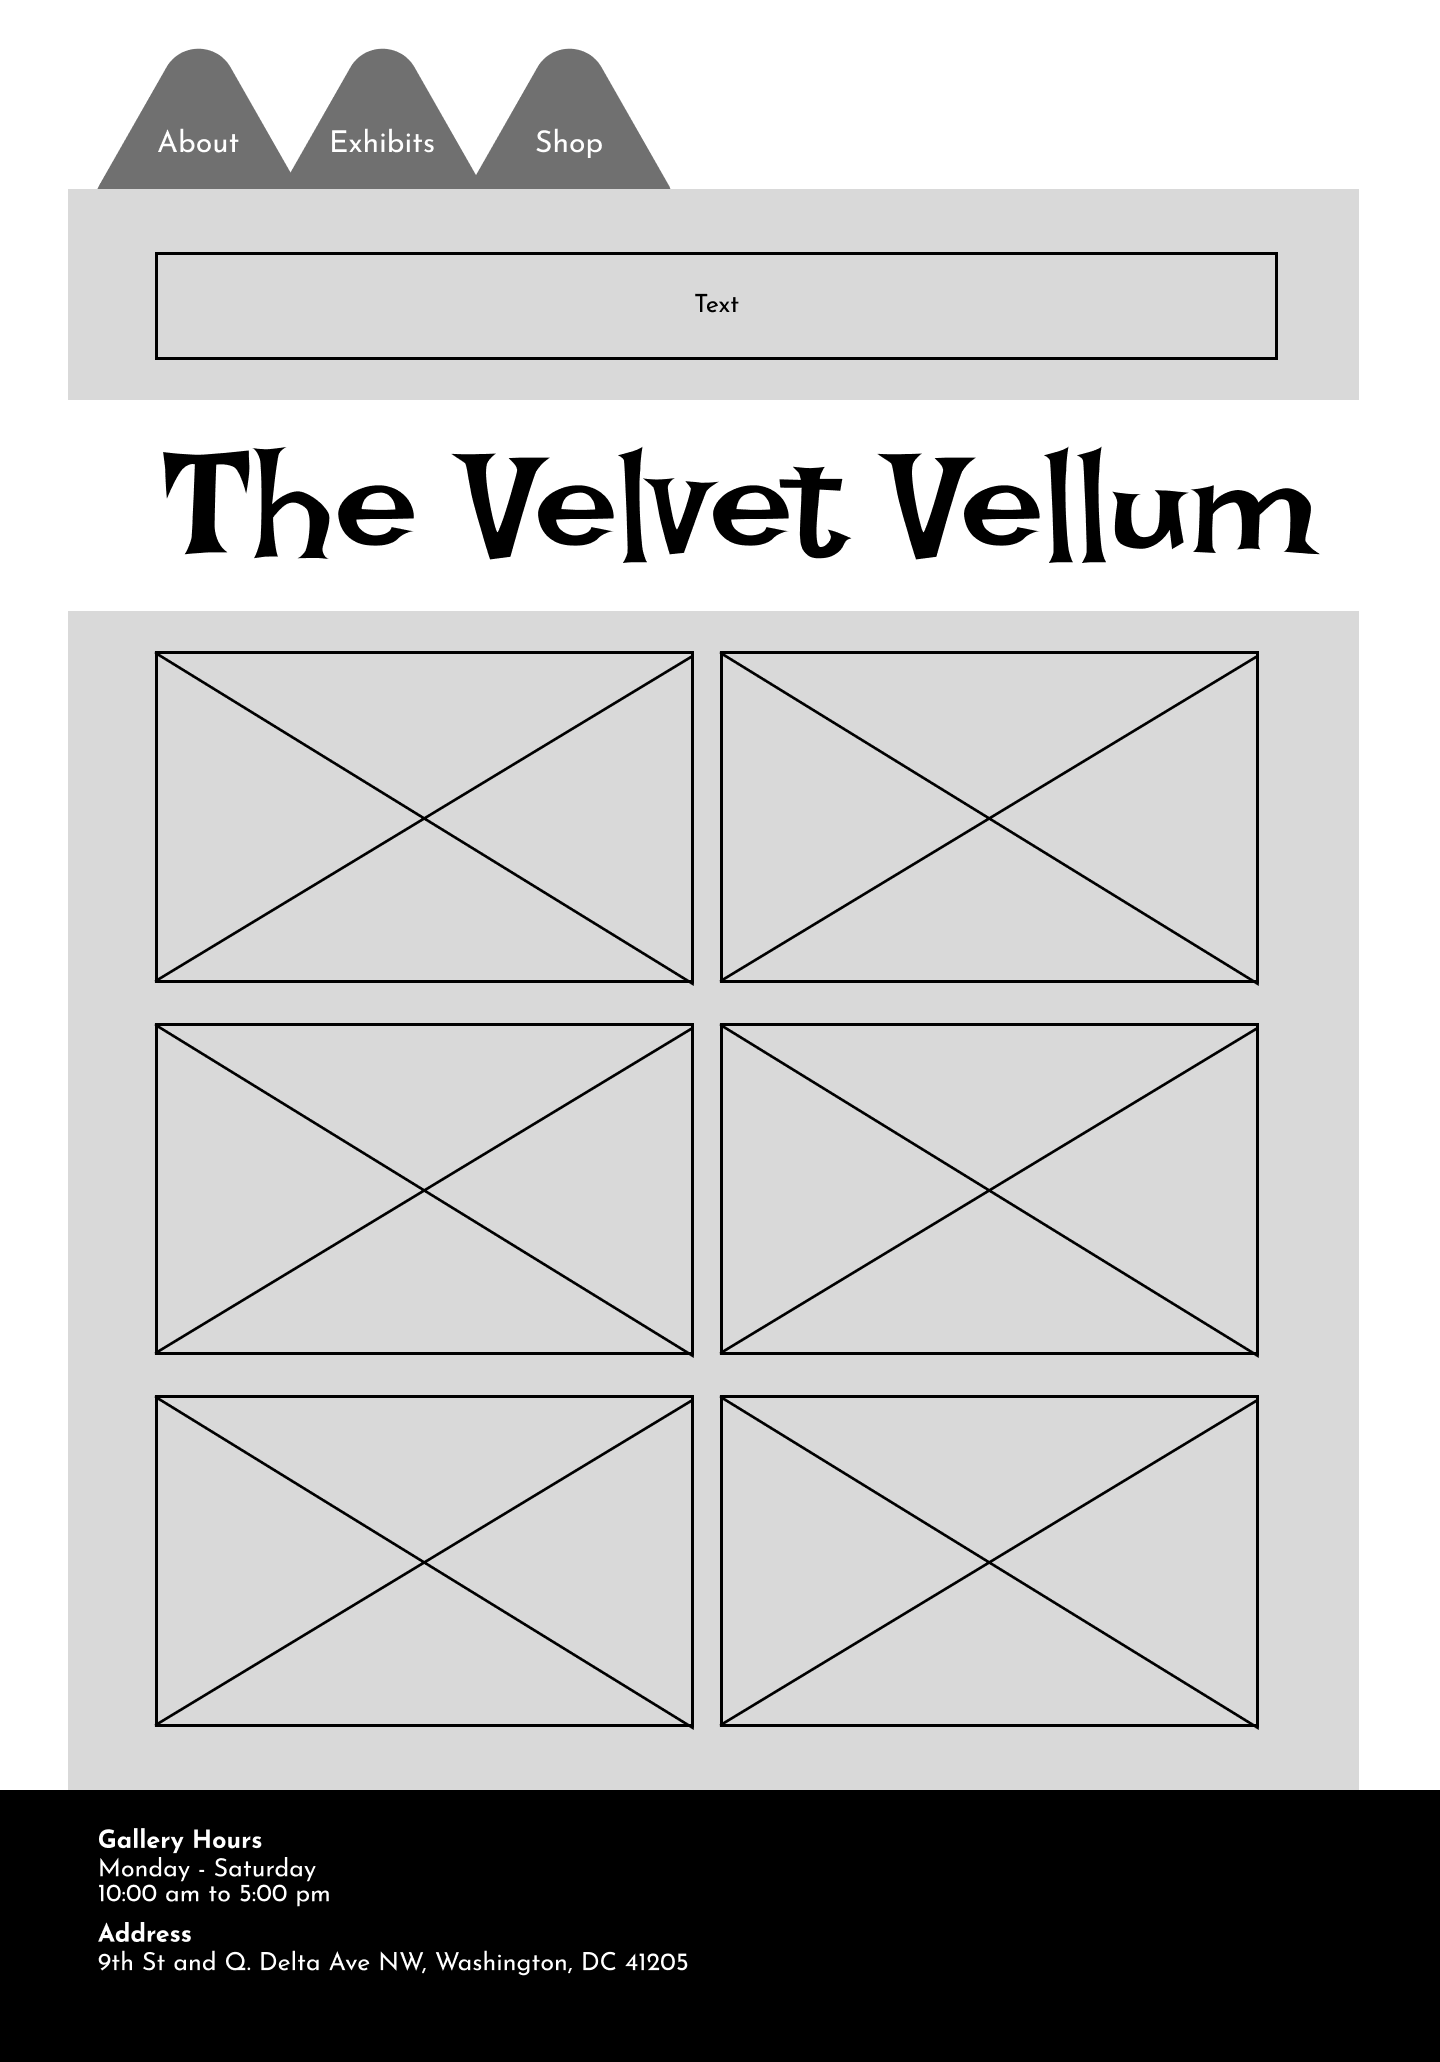 About
Exhibits
Shop
Text
The Velvet Vellum
Gallery Hours
Monday - Saturday
10:00 am to 5:00 pm
Address
9th St and Q. Delta Ave NW, Washington, DC 41205